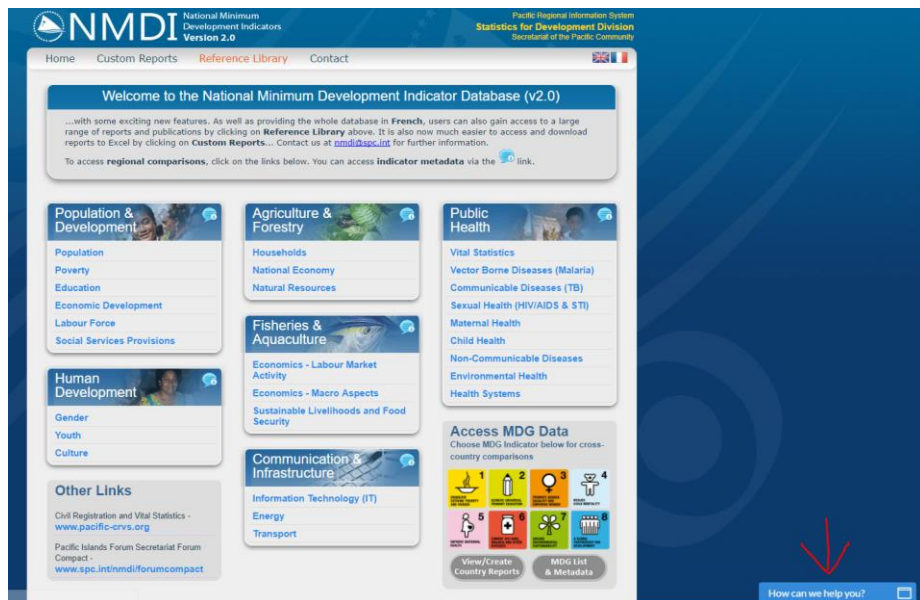 NMDI
National Minimum
Development Indicators
Version 2.0
Pacific Regional Information System
Statistics for Development Division
Secretariat of the Pacific Community
Home Custom Reports Reference Library Contact
Welcome to the National Minimum Development Indicator Database (v2.0)
...with some exciting new features. As well as providing the whole database in French, users can also gain access to a large
range of reports and publications by clicking on Reference Library above. It is also now much easier to access and download
reports to Excel by clicking on Custom Reports... Contact us at nmdi@spc.int for further
information.
To access regional comparisons, click on the links below. You can access indicator metadata via the link.
Population &
Development
Population
Poverty
Education
Economic Development
Labour Force
Social Services Provisions
Human
Development
Gender
Youth
Culture
Other Links
Civil Registration and Vital Statistics -
www.pacific-crvs.org
Pacific Islands Forum Secretariat Forum
Compact -
www.spc.int/nmdi/forumcompact
Agriculture &
Forestry
Households
National Economy
Natural Resources
Fisheries &
Aquaculture
Economics - Labour Market
Activity
Economics - Macro Aspects
Sustainable Livelihoods and Food
Security
Communication &
Infrastructure
Information Technology (IT)
Energy
Transport
Public
Health
Vital Statistics
Vector Borne Diseases (Malaria)
Communicable Diseases (TB)
Sexual Health (HIV/AIDS & STI)
Maternal Health
Child Health
Non-Communicable Diseases
Environmental Health
Health Systems
Access MDG Data
Choose MDG Indicator below for cross-
country comparisons
1 2 3 4
5 6 7 8
View/Create
Country Reports
MDG List
& Metadata
How can we help you?